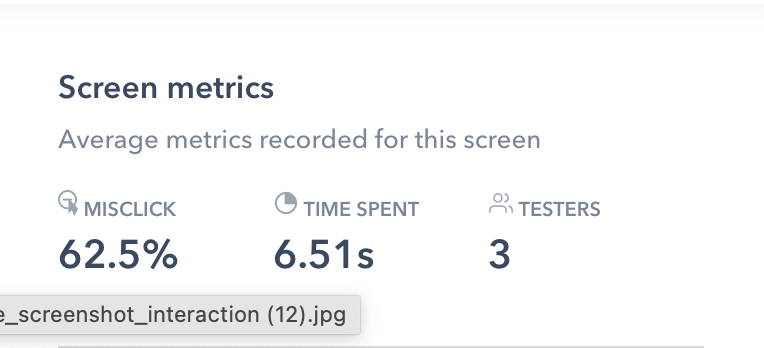 Screen metrics
Average metrics recorded for this screen
MISCLICK TIME SPENT TESTERS
62.5% 6.51s 3
e_screenshot_interaction (12).jpg